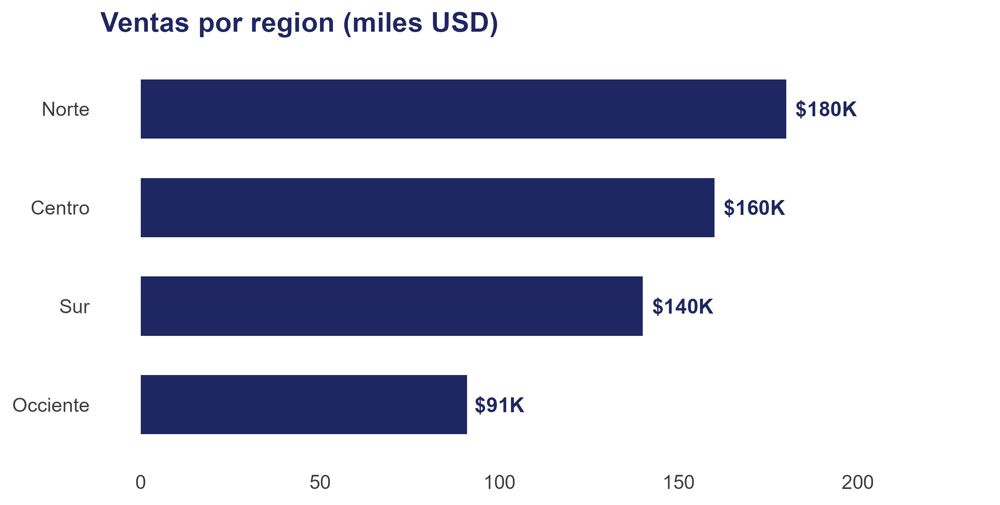 Ventas por region (miles USD)
Norte $180K
Centro $160K
Sur $140K
Occiente $91K
0 50 100 150 200